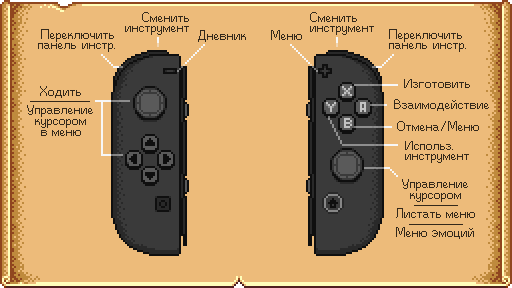 Сменить
инструмент
Переключить
панель инстр.
Дневник
Ходить
Управление
курсором
в меню
Сменить
инструмент
Меню
Переключить
панель инстр.
X
Y
A
B
Изготовить
Взаимодействие
Отмена/Меню
Использ.
инструмент
Управление
курсором
Листать меню
Меню эмоций